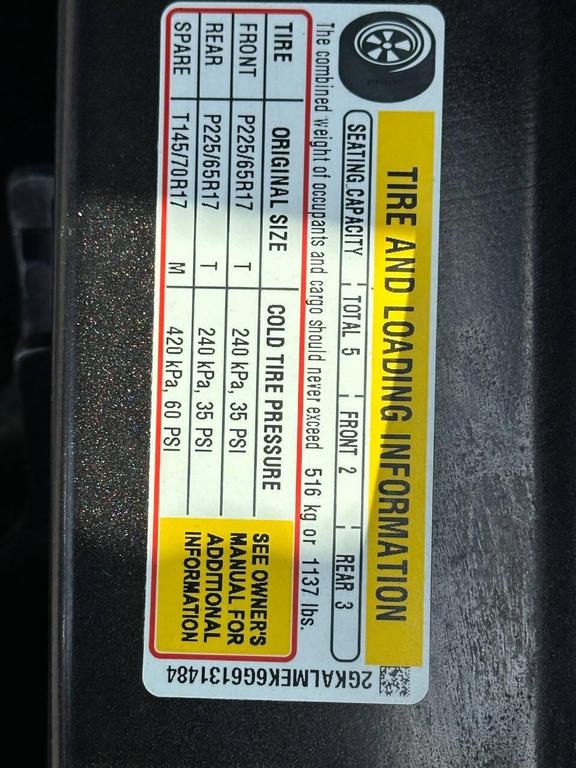 TIRE AND LOADING INFORMATION
SEATING CAPACITY TOTAL 5 FRONT 2 REAR 3
The combined weight of occupants and cargo should never exceed 516 kg or 1137 lbs.
TIRE ORIGINAL SIZE COLD TIRE PRESSURE
FRONT P225/65R17 T 240 kPa, 35 PSI
REAR P225/65R17 T 240 kPa, 35 PSI
SPARE T145/70R17 M 420 kPa, 60 PSI
SEE OWNER'S
MANUAL FOR
ADDITIONAL
INFORMATION
2GKALMEK6G6131484